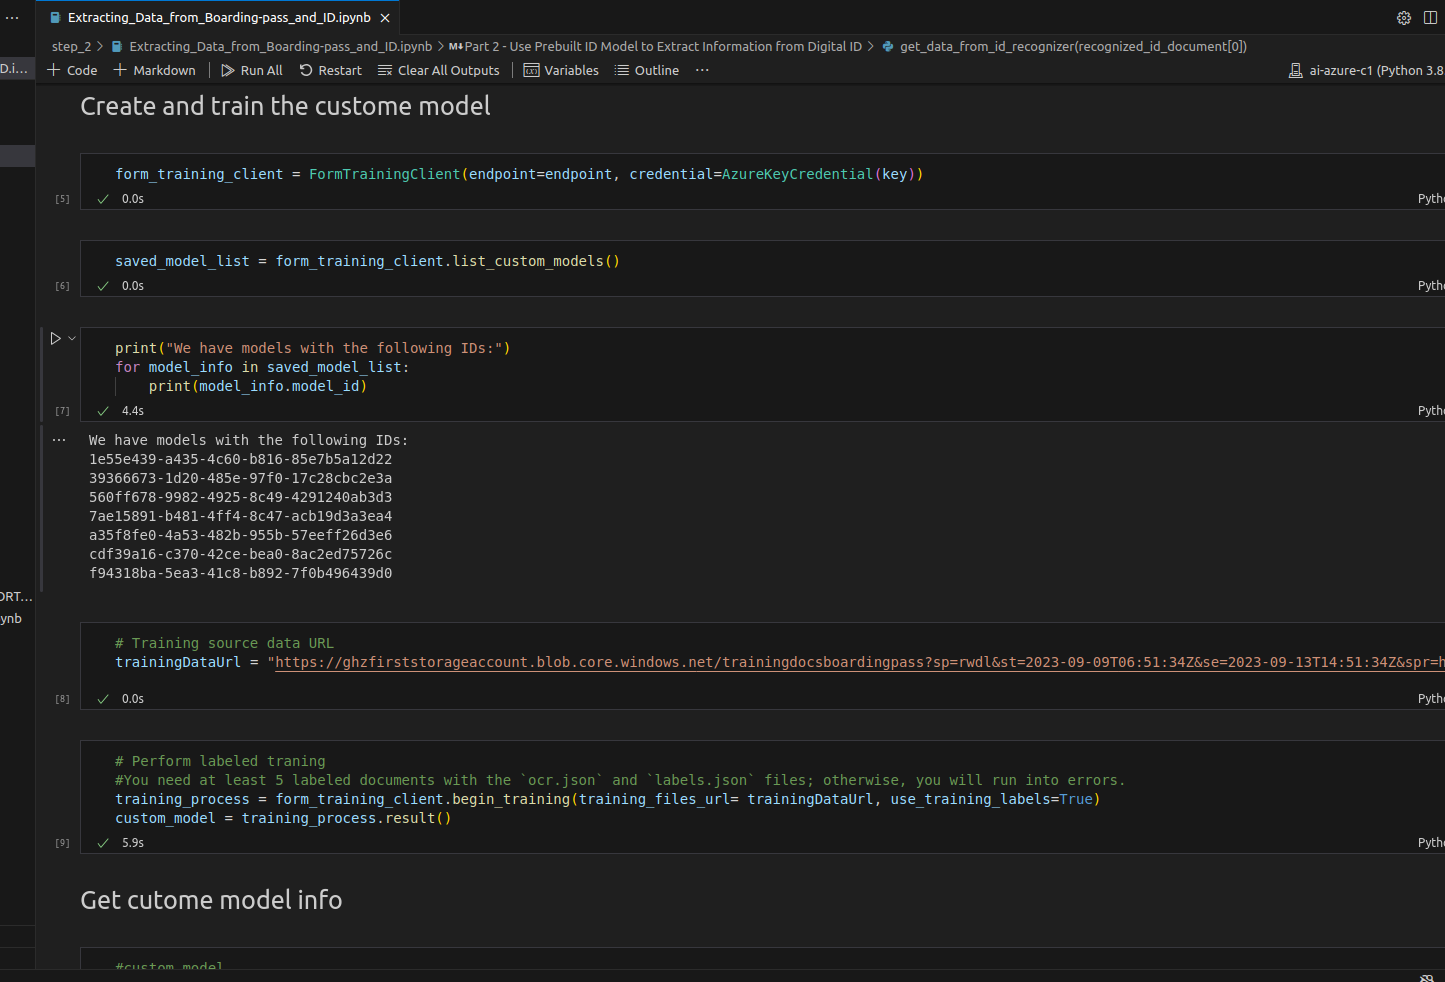 ···
Extracting_Data_from_Boarding-pass_and_ID.ipynb
step_2 > Extracting_Data_from_Boarding-pass_and_ID.ipynb > M↓Part 2 - Use Prebuilt ID Model to Extract Information from Digital ID > get_data_from_id_recognizer(recognized_id_document[0])
D.i...
+ Code + Markdown | Run All Restart Clear All Outputs | Variables Outline ···
ai-azure-c1 (Python 3.8
Create and train the custome model
form_training_client = FormTrainingClient(endpoint=endpoint, credential=AzureKeyCredential(key))
[5] ✓ 0.0s Pyth
saved_model_list = form_training_client.list_custom_models()
[6] ✓ 0.0s Pyth
print("We have models with the following IDs:")
for model_info in saved_model_list:
print(model_info.model_id)
[7] ✓ 4.4s Pyth
··· We have models with the following IDs:
1e55e439-a435-4c60-b816-85e7b5a12d22
39366673-1d20-485e-97f0-17c28cbc2e3a
560ff678-9982-4925-8c49-4291240ab3d3
7ae15891-b481-4ff4-8c47-acb19d3a3ea4
a35f8fe0-4a53-482b-955b-57eeff26d3e6
cdf39a16-c370-42ce-bea0-8ac2ed75726c
f94318ba-5ea3-41c8-b892-7f0b496439d0
ORT...
ynb
# Training source data URL
trainingDataUrl = "https://ghzfirststorageaccount.blob.core.windows.net/trainingdocsboardingpass?sp=rwdl&st=2023-09-09T06:51:34Z&se=2023-09-13T14:51:34Z&spr=h
[8] ✓ 0.0s Pyth
# Perform labeled traning
#You need at least 5 labeled documents with the `ocr.json` and `labels.json` files; otherwise, you will run into errors.
training_process = form_training_client.begin_training(training_files_url= trainingDataUrl, use_training_labels=True)
custom_model = training_process.result()
[9] ✓ 5.9s Pyth
Get cutome model info
#custom_model